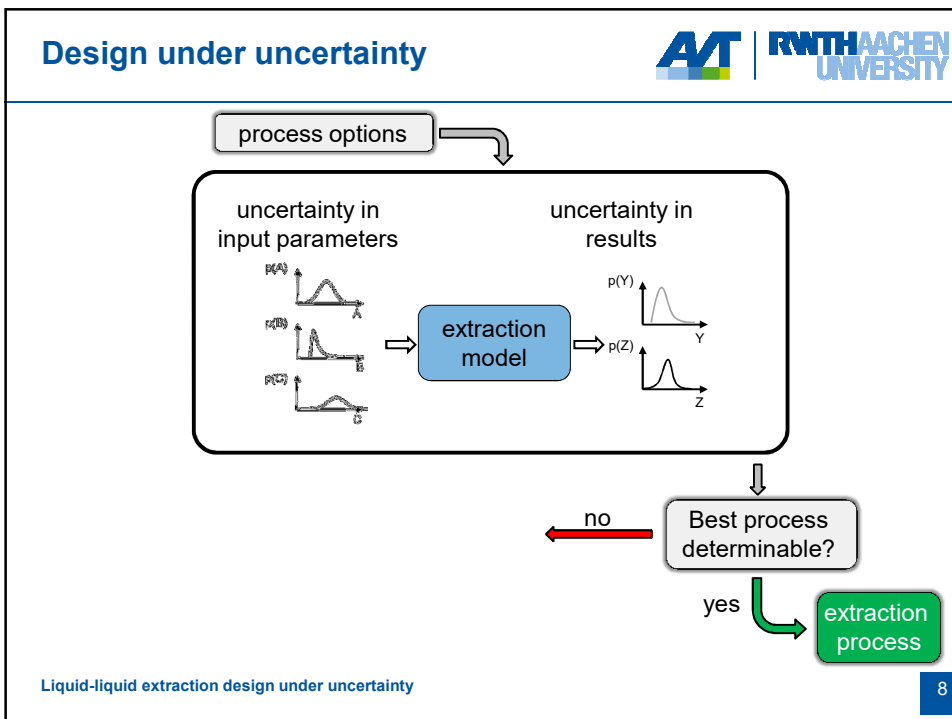 Design under uncertainty
AVT
RWTH AACHEN
UNIVERSITY
process options
uncertainty in
input parameters
uncertainty in
results
p(A)
A
p(B)
B
p(C)
C
extraction
model
p(Y)
Y
p(Z)
Z
no
Best process
determinable?
yes
extraction
process
Liquid-liquid extraction design under uncertainty
8